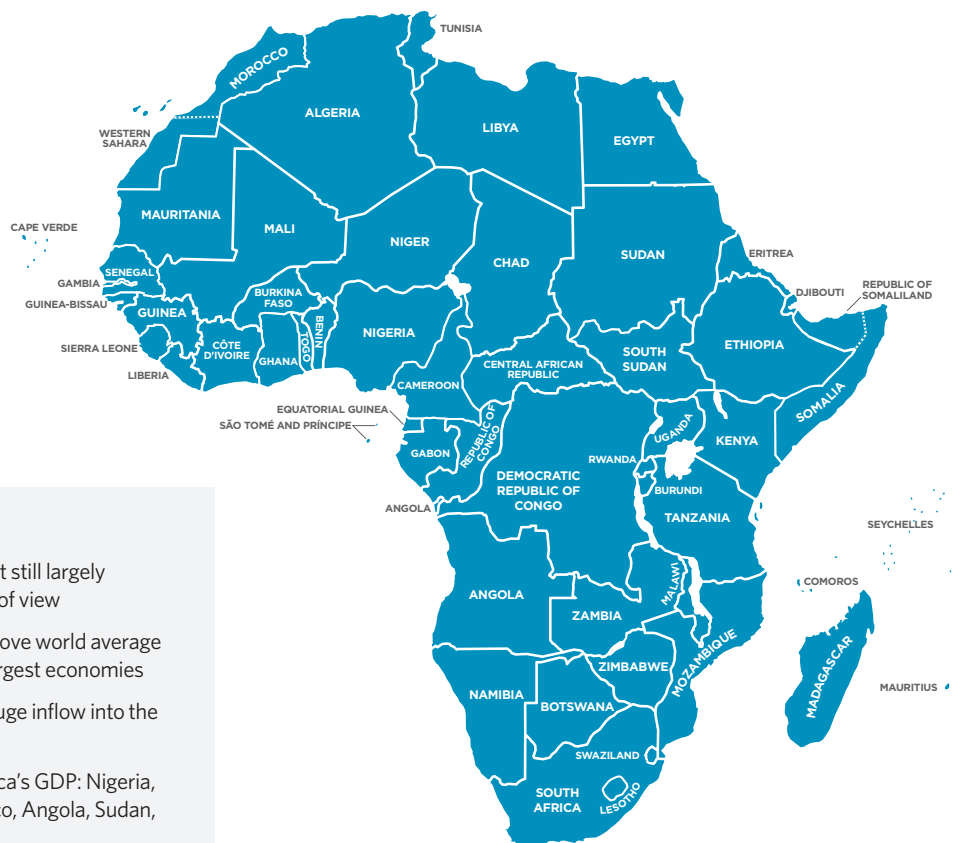 TUNISIA
MOROCCO
ALGERIA
LIBYA
EGYPT
WESTERN
SAHARA
MAURITANIA
MALI
NIGER
CHAD
SUDAN
ERITREA
CAPE VERDE
SENEGAL
GAMBIA
GUINEA-BISSAU
GUINEA
SIERRA LEONE
LIBERIA
CÔTE
D'IVOIRE
BURKINA
FASO
GHANA
TOGO
BENIN
NIGERIA
CAMEROON
CENTRAL AFRICAN
REPUBLIC
SOUTH
SUDAN
ETHIOPIA
DJIBOUTI
REPUBLIC OF
SOMALILAND
SOMALIA
EQUATORIAL GUINEA
SÃO TOMÉ AND PRÍNCIPE
GABON
REPUBLIC OF
CONGO
DEMOCRATIC
REPUBLIC OF
CONGO
UGANDA
KENYA
RWANDA
BURUNDI
TANZANIA
ANGOLA
SEYCHELLES
COMOROS
ANGOLA
ZAMBIA
MALAWI
MOZAMBIQUE
ZIMBABWE
NAMIBIA
BOTSWANA
MADAGASCAR
MAURITIUS
SWAZILAND
SOUTH
AFRICA
LESOTHO
t still largely
of view
ove world average
rgest economies
uge inflow into the
ca's GDP: Nigeria,
co, Angola, Sudan,